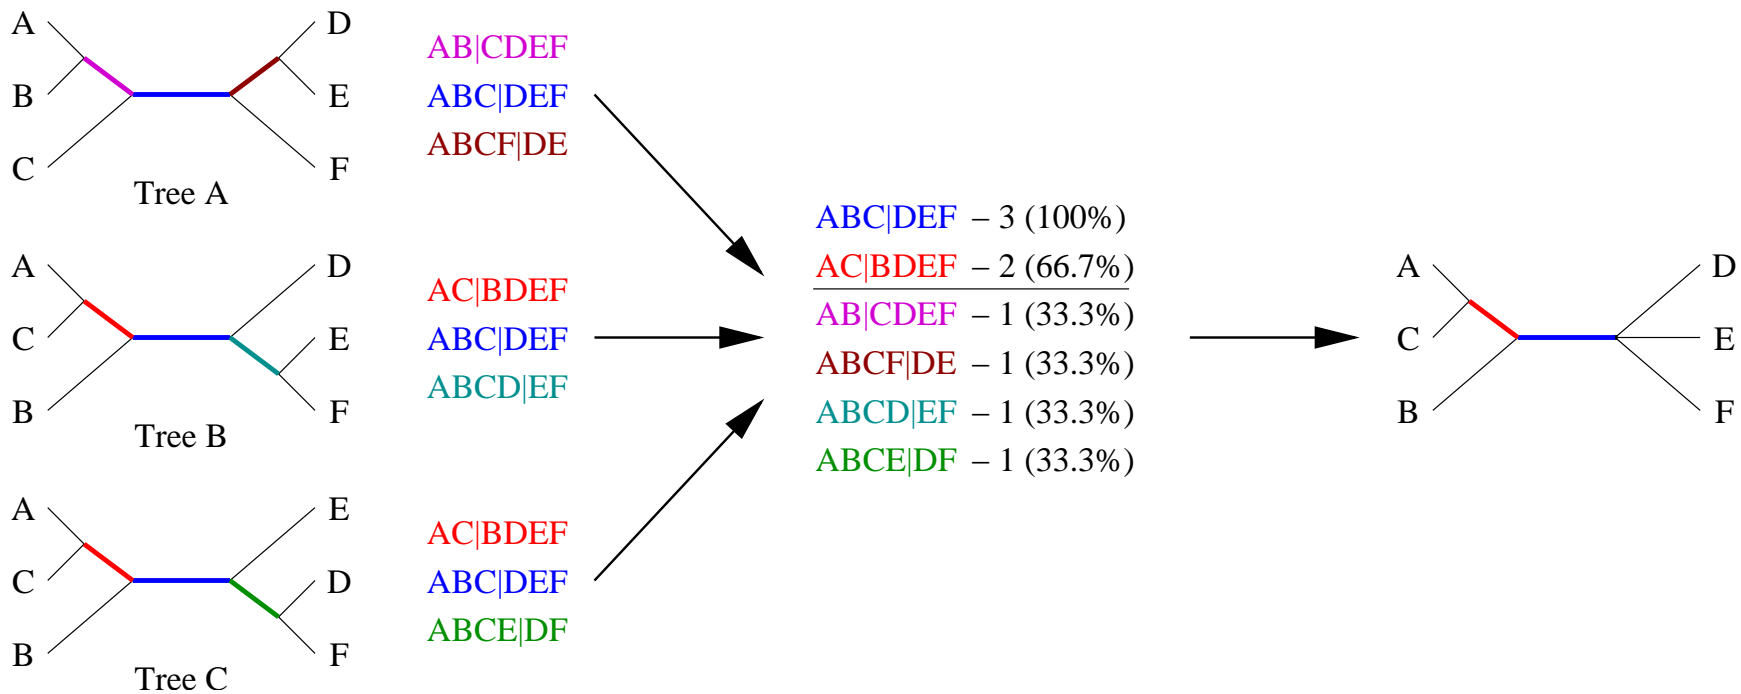 A
D
B
E
C
F
Tree A
AB|CDEF
ABC|DEF
ABCF|DE
A
D
C
E
B
F
Tree B
AC|BDEF
ABC|DEF
ABCD|EF
A
E
C
D
B
F
Tree C
AC|BDEF
ABC|DEF
ABCE|DF
ABC|DEF – 3 (100%)
AC|BDEF – 2 (66.7%)
AB|CDEF – 1 (33.3%)
ABCF|DE – 1 (33.3%)
ABCD|EF – 1 (33.3%)
ABCE|DF – 1 (33.3%)
A
D
C
E
B
F